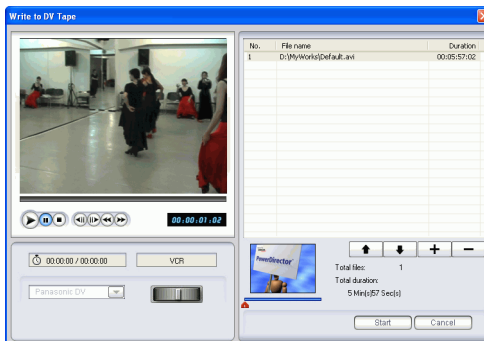 Write to DV Tape
No. File name Duration
1 D:\MyWorks\Default.avi 00:05:57:02
00:00:01:02
00:00:00 / 00:00:00 VCR
Panasonic DV
PowerDirector
Total files: 1
Total duration:
5 Min(s)57 Sec(s)
Start Cancel